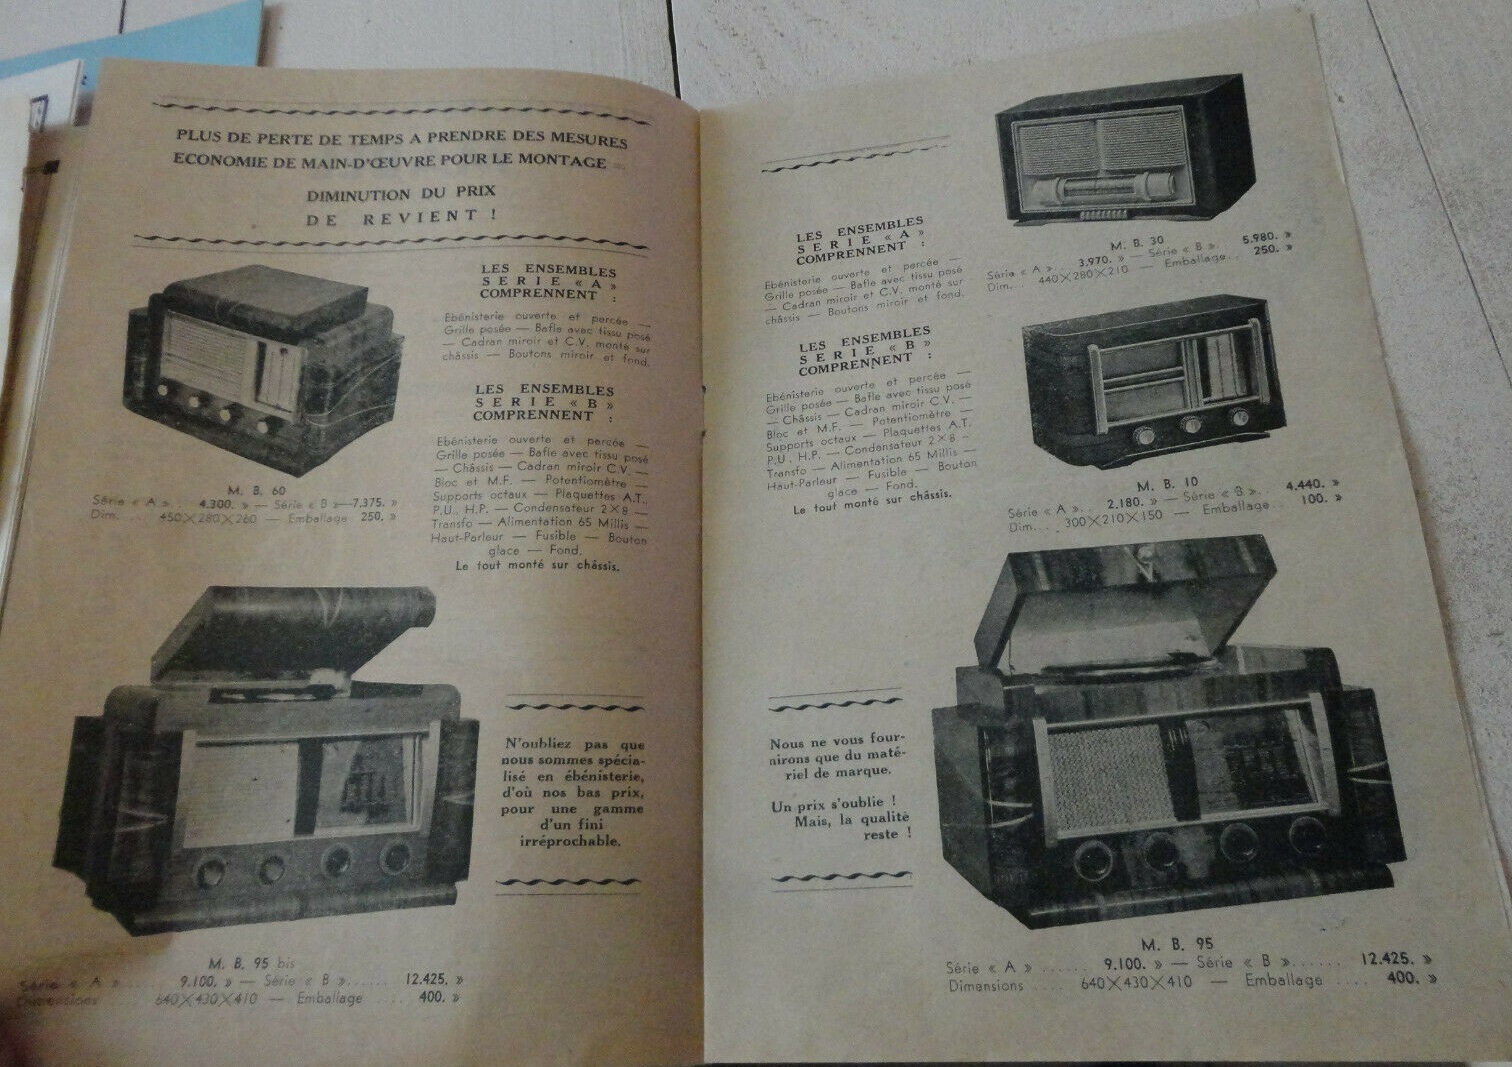 PLUS DE PERTE DE TEMPS A PRENDRE DES MESURES
ECONOMIE DE MAIN-D'ŒUVRE POUR LE MONTAGE
DIMINUTION DU PRIX
DE REVIENT !
LES ENSEMBLES
SERIE « A »
COMPRENNENT :
Ebénisterie ouverte et percée —
Grille posée — Bafle avec tissu posé
— Cadran miroir et C.V. monté sur
châssis — Boutons miroir et fond.
LES ENSEMBLES
SERIE « B »
COMPRENNENT :
Ebénisterie ouverte et percée —
Grille posée — Bafle avec tissu posé
— Châssis — Cadran miroir C.V. —
Bloc et M.F. — Potentiomètre —
Supports octaux — Plaquettes A.T.,
P.U., H.P. — Condensateur 2×8 —
Transfo — Alimentation 65 Millis —
Haut-Parleur — Fusible — Bouton
glace — Fond.
Le tout monté sur châssis.
M. B. 60
Série « A » . 4.300. » — Série « B »—7.375. »
Dim..... 450×280×260 — Emballage 250. »
N'oubliez pas que
nous sommes spécia-
lisé en ébénisterie,
d'où nos bas prix,
pour une gamme
d'un fini
irréprochable.
M. B. 95 bis
Série « A »..... 9.100. » — Série « B »...... 12.425. »
Dimensions ..... 640×430×410 — Emballage .... 400. »
LES ENSEMBLES
SERIE « A »
COMPRENNENT :
Ebénisterie ouverte et percée —
Grille posée — Bafle avec tissu posé
— Cadran miroir et C.V. monté sur
châssis — Boutons miroir et fond.
LES ENSEMBLES
SERIE « B »
COMPRENNENT :
Ebénisterie ouverte et percée —
Grille posée — Bafle avec tissu posé
— Châssis — Cadran miroir C.V. —
Bloc et M.F. — Potentiomètre —
Supports octaux — Plaquettes A.T.
P.U., H.P. — Condensateur 2×8 —
Transfo — Alimentation 65 Millis —
Haut-Parleur — Fusible — Bouton
glace — Fond.
Le tout monté sur châssis.
M. B. 30
Série « A » .. 3.970. » — Série « B ». 5.980. »
Dim... 440×280×210 — Emballage... 250. »
M. B. 10
Série « A ».. 2.180. » — Série « B ».. 4.440. »
Dim... 300×210×150 — Emballage... 100. »
Nous ne vous four-
nirons que du maté-
riel de marque.
Un prix s'oublie !
Mais, la qualité
reste !
M. B. 95
Série « A » ...... 9.100. » — Série « B »...... 12.425. »
Dimensions .... 640×430×410 — Emballage .... 400. »